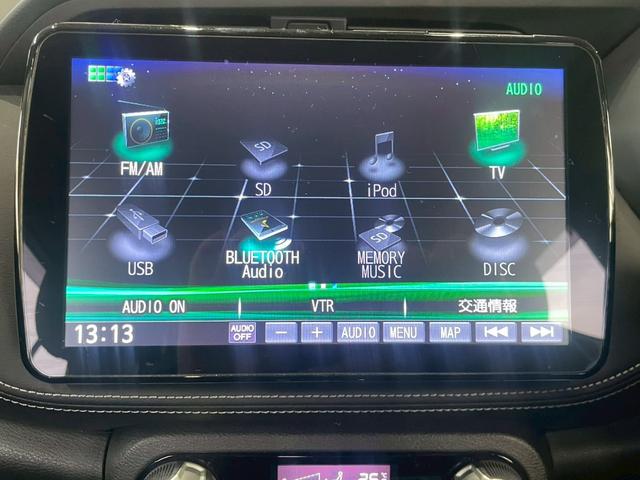 AUDIO
FM/AM
SD
iPod
TV
USB
BLUETOOTH
Audio
MEMORY
MUSIC
DISC
AUDIO ON
VTR
交通情報
13:13
AUDIO
OFF
－
＋
AUDIO
MENU
MAP